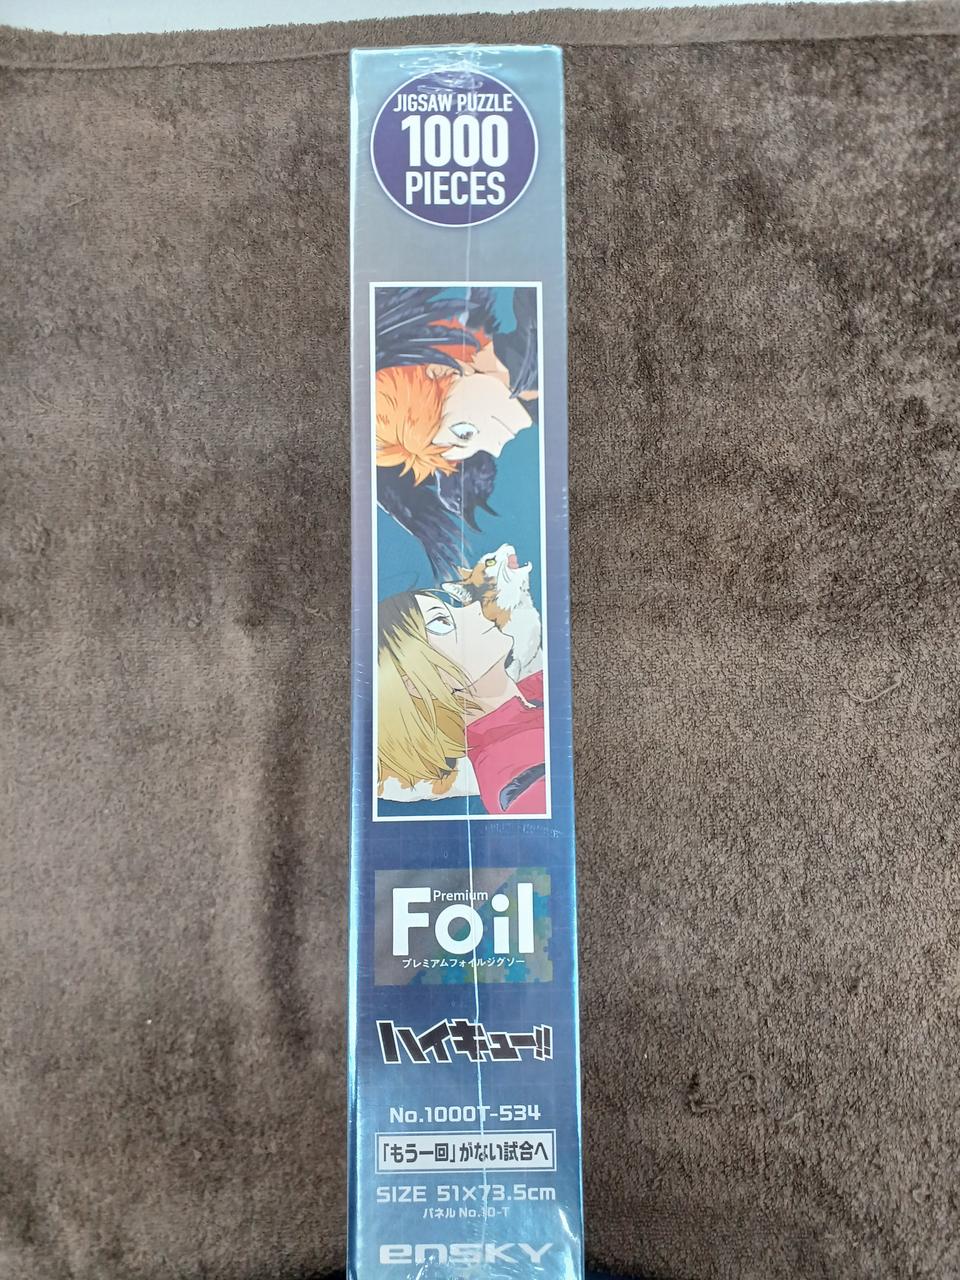 JIGSAW PUZZLE
1000
PIECES
Premium
Foil
プレミアムフォイルジグソー
ハイキュー!!
No.1000T-534
「もう一回」がない試合へ
SIZE 51×73.5cm
パネル No.10-T
ensky